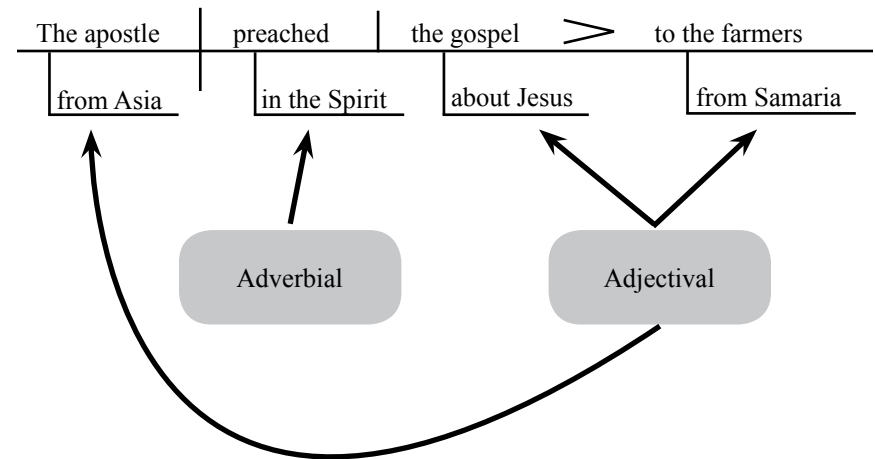 The apostle preached the gospel > to the farmers
from Asia in the Spirit about Jesus from Samaria
Adverbial Adjectival